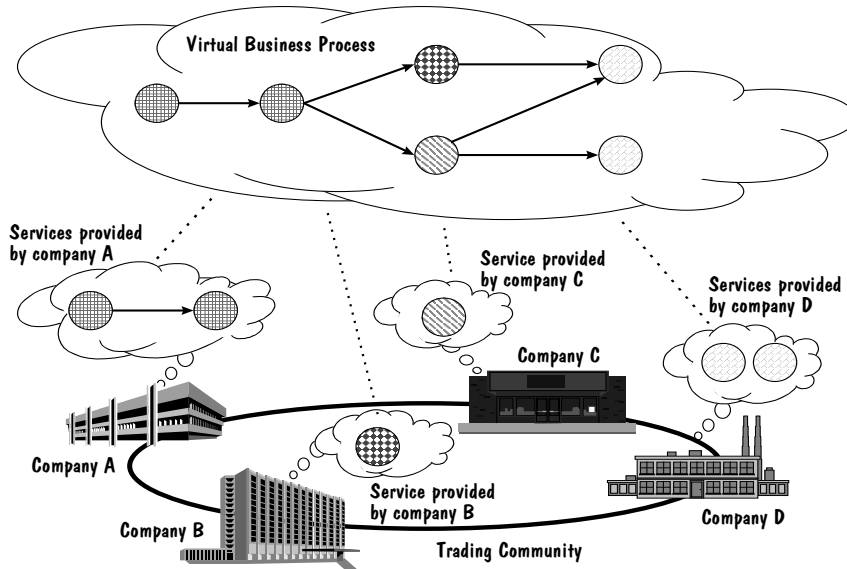 Virtual Business Process
Services provided
by company A
Service provided
by company C
Services provided
by company D
Company C
Company A
Service provided
by company B
Company B
Company D
Trading Community